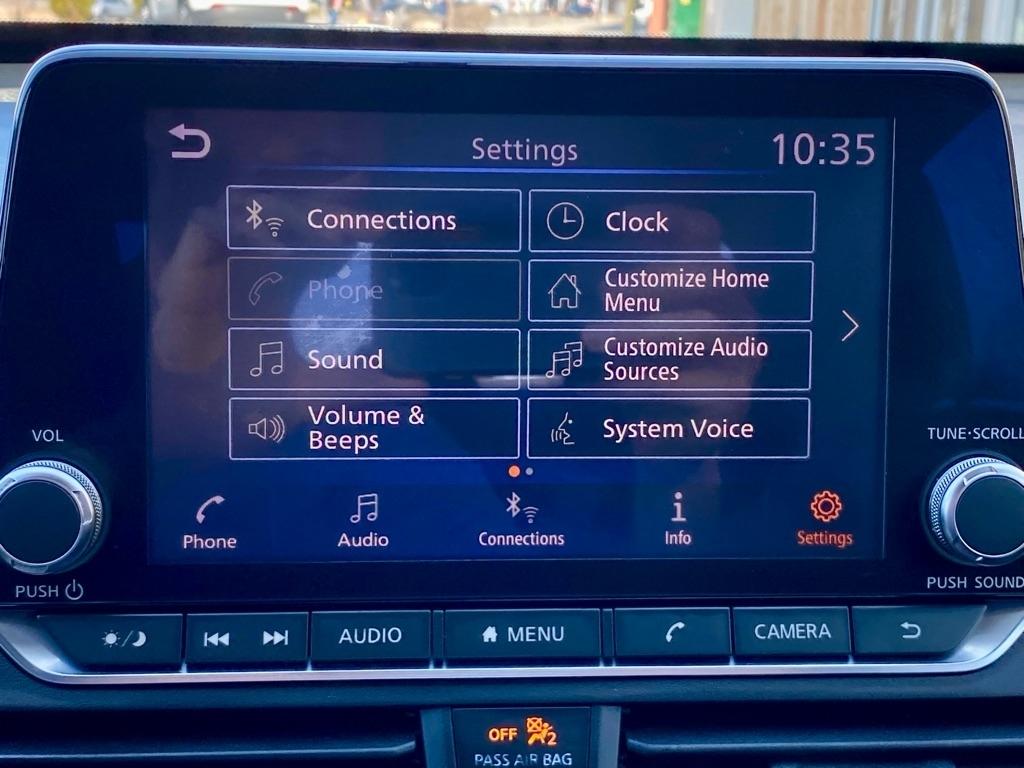 Settings
10:35
Connections
Clock
Phone
Customize Home
Menu
Sound
Customize Audio
Sources
Volume &
Beeps
System Voice
VOL
TUNE·SCROLL
Phone
Audio
Connections
Info
Settings
PUSH
PUSH SOUND
AUDIO
MENU
CAMERA
OFF
2
PASS AIR BAG